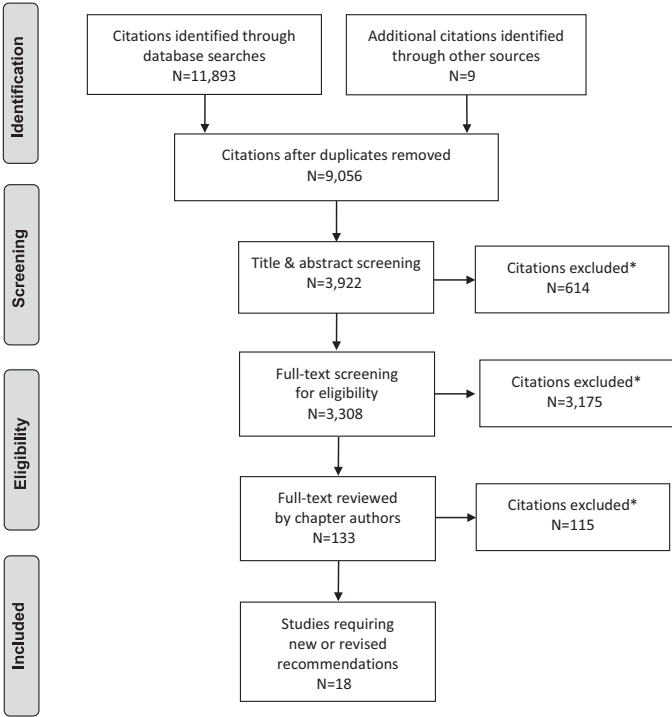 Identification
Citations identified through
database searches
N=11,893
Additional citations identified
through other sources
N=9
Citations after duplicates removed
N=9,056
Screening
Title & abstract screening
N=3,922
Citations excluded*
N=614
Eligibility
Full-text screening
for eligibility
N=3,308
Citations excluded*
N=3,175
Full-text reviewed
by chapter authors
N=133
Citations excluded*
N=115
Included
Studies requiring
new or revised
recommendations
N=18